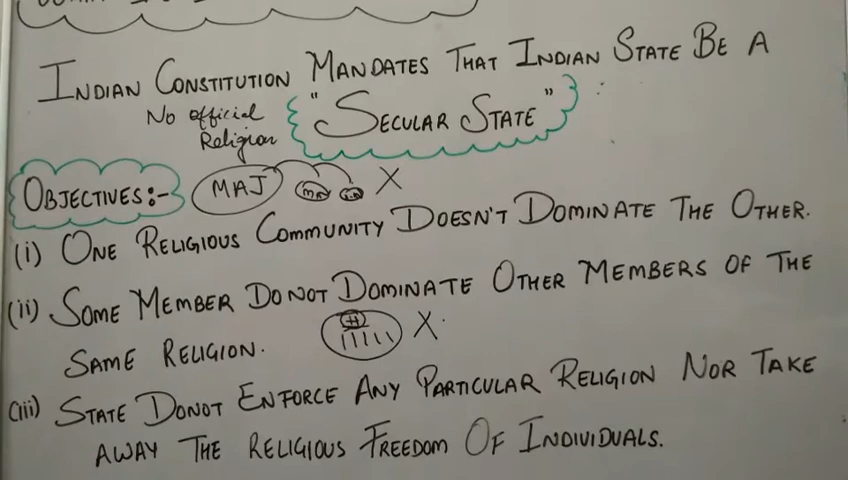 INDIAN CONSTITUTION MANDATES THAT INDIAN STATE BE A
No official Religion "SECULAR STATE"
OBJECTIVES:- MAJ X
(i) ONE RELIGIOUS COMMUNITY DOESN'T DOMINATE THE OTHER.
(ii) SOME MEMBER DO NOT DOMINATE OTHER MEMBERS OF THE
SAME RELIGION. X
(iii) STATE DONOT ENFORCE ANY PARTICULAR RELIGION NOR TAKE
AWAY THE RELIGIOUS FREEDOM OF INDIVIDUALS.